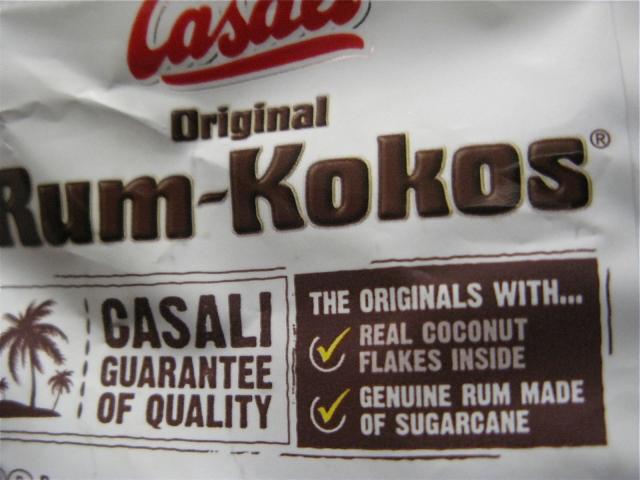 Casali
Original
Rum-Kokos®
CASALI
GUARANTEE
OF QUALITY
THE ORIGINALS WITH...
REAL COCONUT
FLAKES INSIDE
GENUINE RUM MADE
OF SUGARCANE